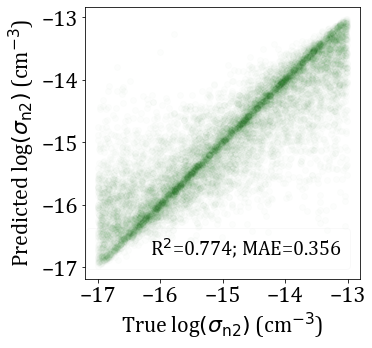 −13
−14
−15
−16
−17
Predicted log(σn2) (cm⁻³)
R²=0.774; MAE=0.356
−17 −16 −15 −14 −13
True log(σn2) (cm⁻³)